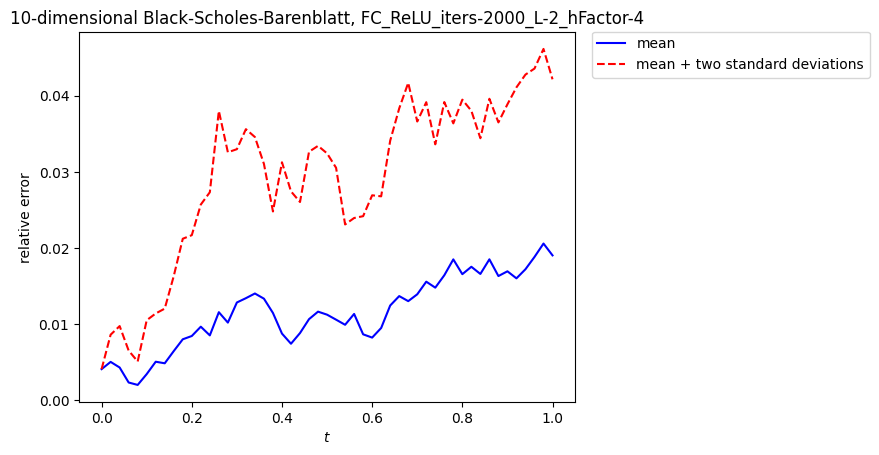 10-dimensional Black-Scholes-Barenblatt, FC_ReLU_iters-2000_L-2_hFactor-4
mean
mean + two standard deviations
relative error
0.04
0.03
0.02
0.01
0.00
0.0 0.2 0.4 0.6 0.8 1.0
t